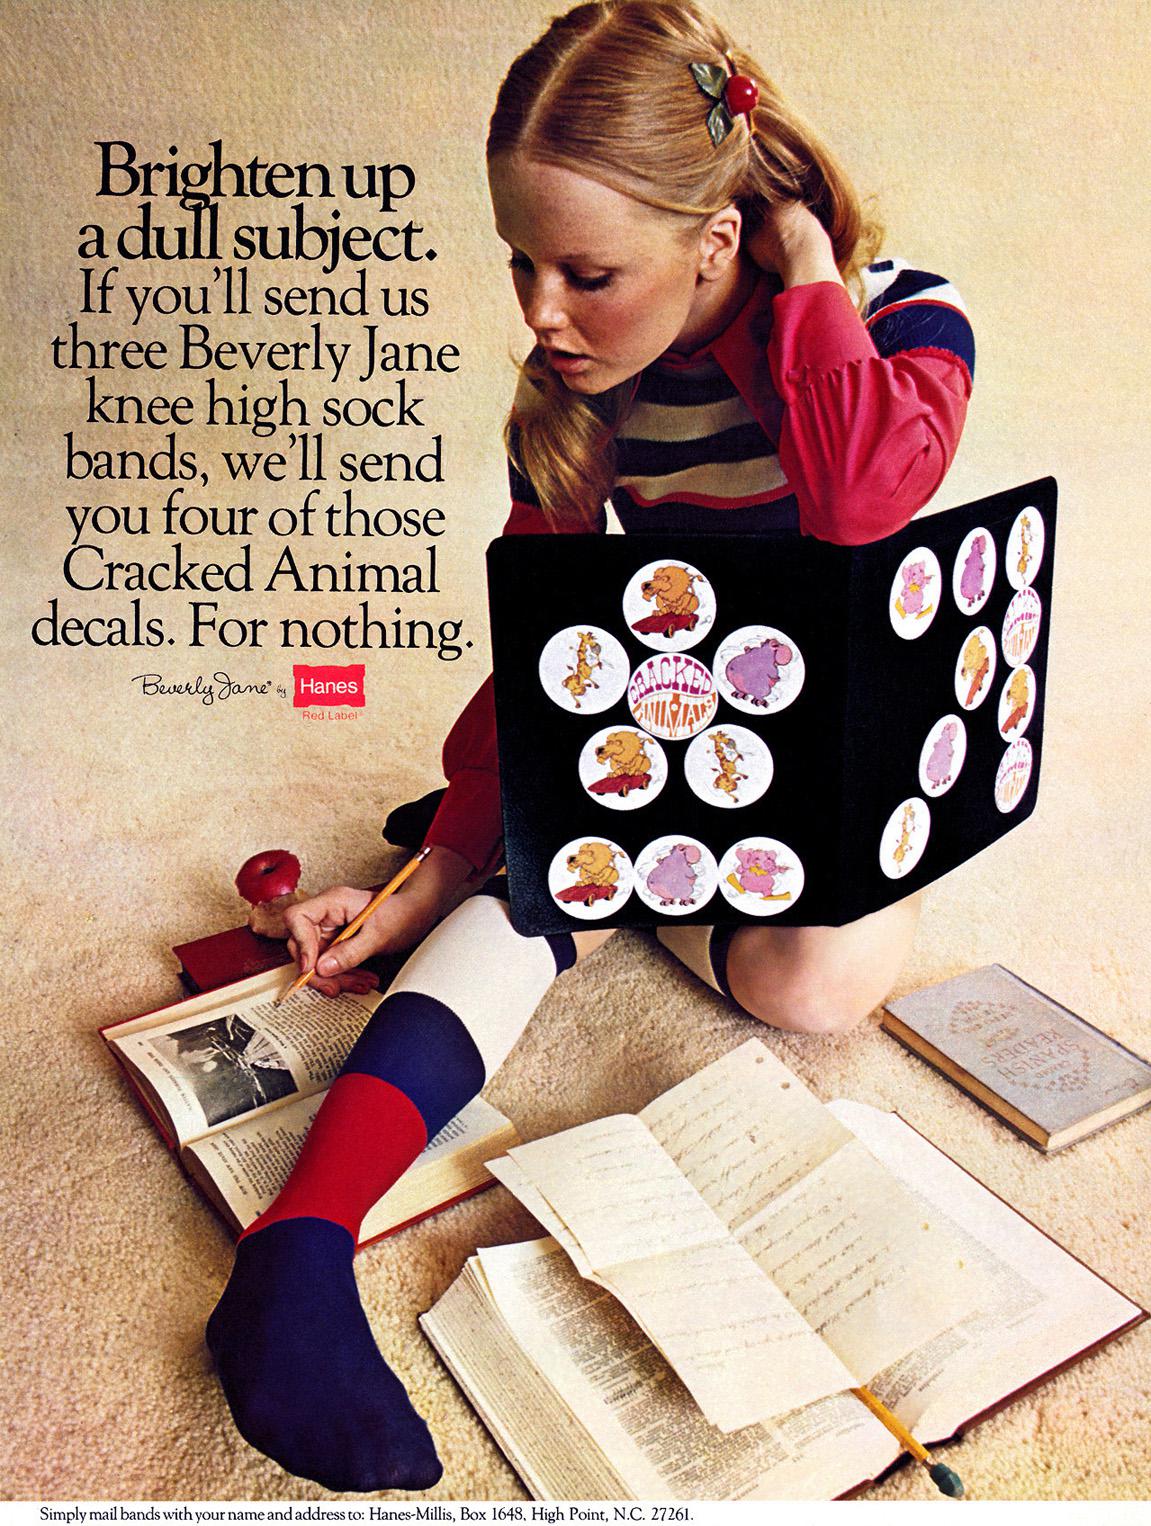 Brighten up
a dull subject.
If you'll send us
three Beverly Jane
knee high sock
bands, we'll send
you four of those
Cracked Animal
decals. For nothing.
Beverly Jane® by Hanes
Red Label
CRACKED
ANIMALS
SPANISH
READERS
Simply mail bands with your name and address to: Hanes-Millis, Box 1648, High Point, N.C. 27261.